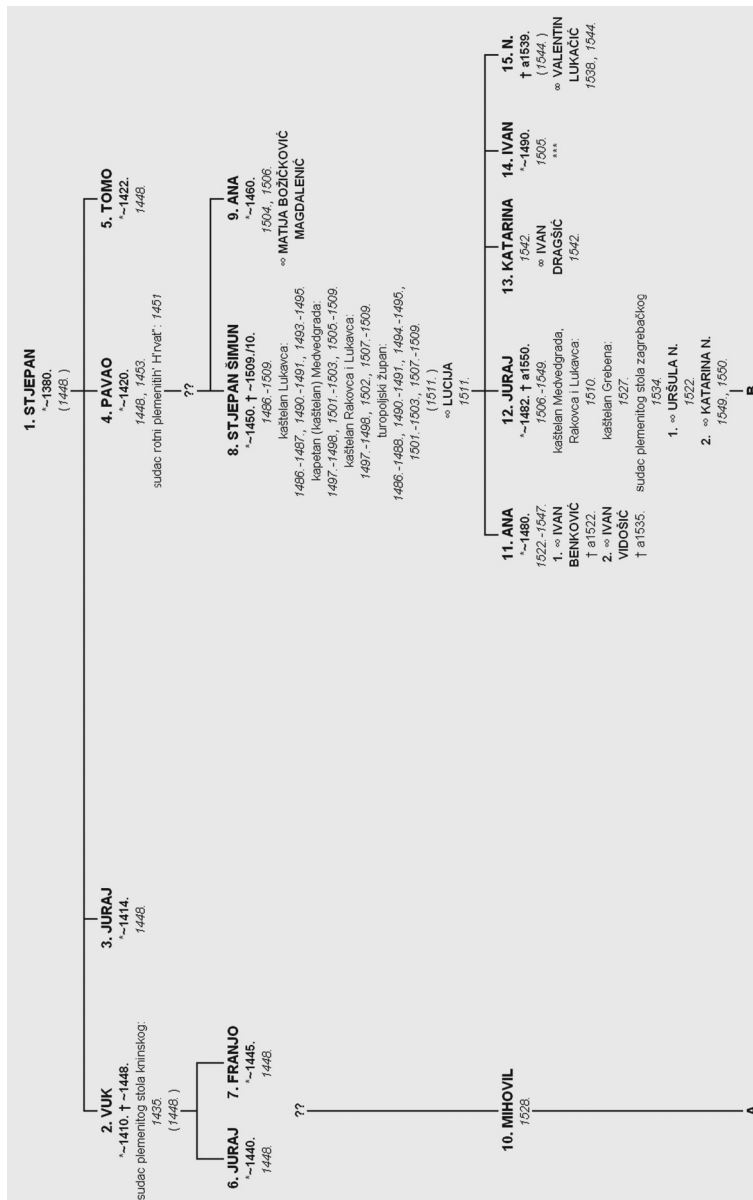 1. STJEPAN
*~1380.
(1448. )
2. VUK
*~1410. † ~1448.
sudac plemenitog stola kninskog:
1435.
(1448. )
3. JURAJ
*~1414.
1448.
4. PAVAO
*~1420.
1448., 1453.
sudac rotni plemenitih' Hrvat": 1451
5. TOMO
*~1422.
1448.
6. JURAJ
*~1440.
1448.
7. FRANJO
*~1445.
1448.
??
??
8. STJEPAN ŠIMUN
*~1450. † ~1509./10.
1486.-1509.
kaštelan Lukavca:
1486.-1487., 1490.-1491., 1493.-1495.
kapetan (kaštelan) Medvedgrada:
1497.-1498., 1501.-1503., 1505.-1509.
kaštelan Rakovca i Lukavca:
1497.-1498., 1502., 1507.-1509.
turopoljski župan:
1486.-1488., 1490.-1491., 1494.-1495.,
1501.-1503., 1507.-1509.
(1511. )
∞ LUCIJA
1511.
9. ANA
*~1460.
1504., 1506.
∞ MATIJA BOŽIČKOVIĆ
MAGDALENIĆ
10. MIHOVIL
1528.
A
11. ANA
*~1480.
1522.-1547.
1. ∞ IVAN
BENKOVIĆ
† a1522.
2. ∞ IVAN
VIDOŠIĆ
† a1535.
12. JURAJ
*~1482. † a1550.
1506.-1549.
kaštelan Medvedgrada,
Rakovca i Lukavca:
1510.
kaštelan Grebena:
1527.
sudac plemenitog stola zagrebačkog
1534.
1. ∞ URŠULA N.
1522.
2. ∞ KATARINA N.
1549., 1550.
B
13. KATARINA
1542.
∞ IVAN
DRAGŠIĆ
1542.
14. IVAN
*~1490.
1505.
***
15. N.
† a1539.
(1544. )
∞ VALENTIN
LUKAČIĆ
1538., 1544.